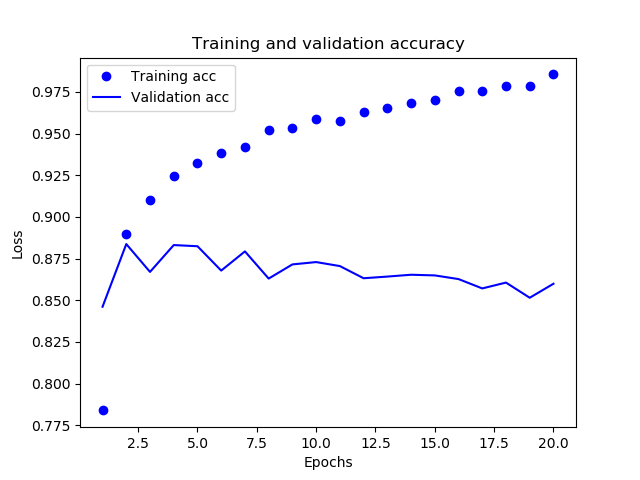 Training and validation accuracy
Training acc
Validation acc
0.975
0.950
0.925
0.900
0.875
0.850
0.825
0.800
0.775
Loss
2.5 5.0 7.5 10.0 12.5 15.0 17.5 20.0
Epochs